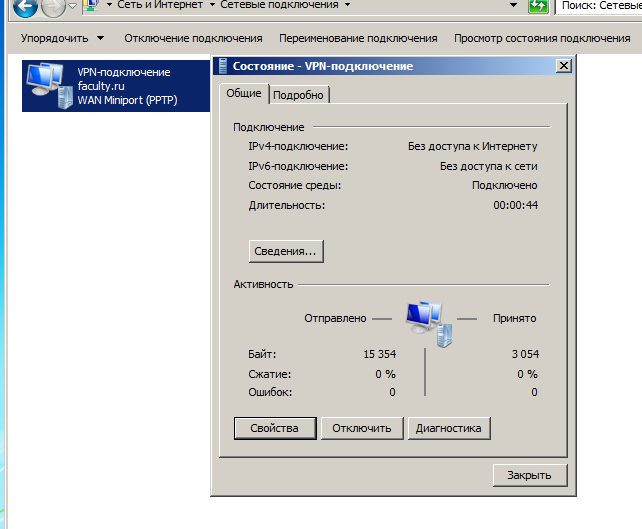 Сеть и Интернет
Сетевые подключения
Поиск: Сетевые
Упорядочить
Отключение подключения
Переименование подключения
Просмотр состояния подключения
VPN-подключение
faculty.ru
WAN Miniport (PPTP)
Состояние - VPN-подключение
Общие
Подробно
Подключение
IPv4-подключение: Без доступа к Интернету
IPv6-подключение: Без доступа к сети
Состояние среды: Подключено
Длительность: 00:00:44
Сведения...
Активность
Отправлено — Принято
Байт: 15 354 3 054
Сжатие: 0 % 0 %
Ошибок: 0 0
Свойства
Отключить
Диагностика
Закрыть